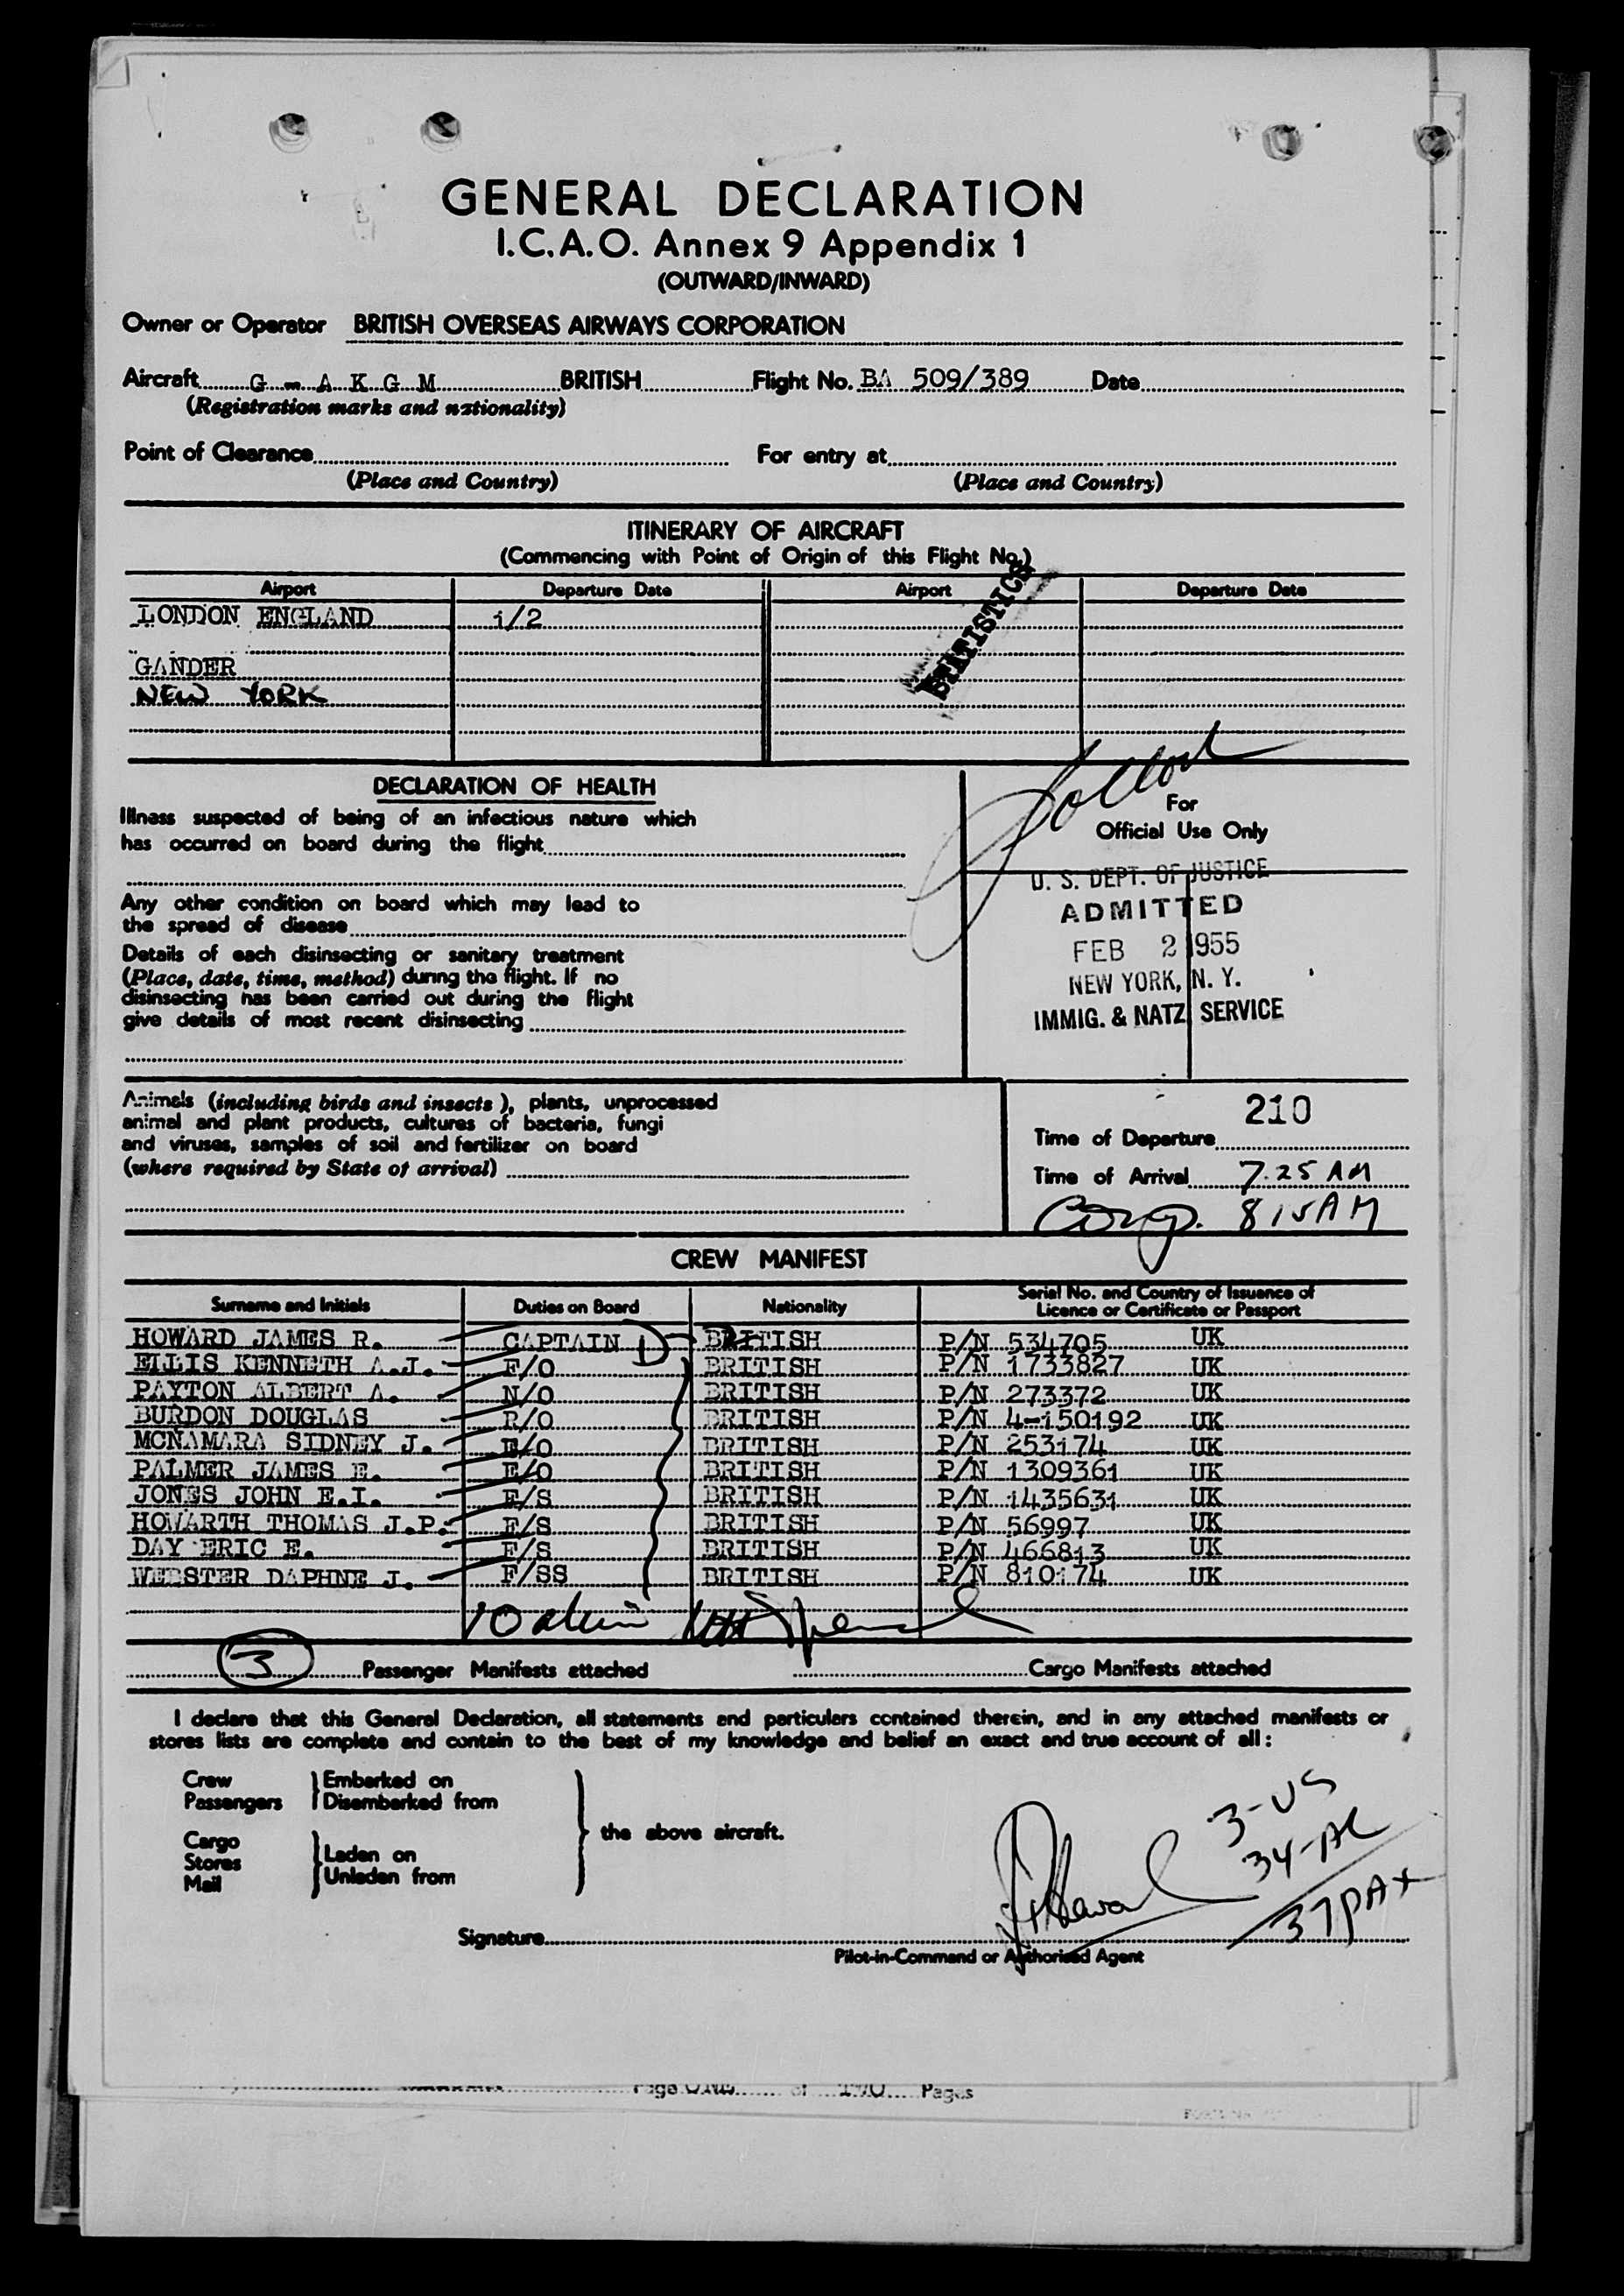 GENERAL DECLARATION
I.C.A.O. Annex 9 Appendix 1
(OUTWARD/INWARD)
Owner or Operator BRITISH OVERSEAS AIRWAYS CORPORATION
Aircraft G - A K G M BRITISH Flight No. BA 509/389 Date
(Registration marks and nationality)
Point of Clearance For entry at
(Place and Country) (Place and Country)
ITINERARY OF AIRCRAFT
(Commencing with Point of Origin of this Flight No.)
Airport Departure Date Airport Departure Date
LONDON ENGLAND 1/2
STATISTICS
GANDER
NEW YORK
DECLARATION OF HEALTH
Illness suspected of being of an infectious nature which
has occurred on board during the flight
Any other condition on board which may lead to
the spread of disease
Details of each disinsecting or sanitary treatment
(Place, date, time, method) during the flight. If no
disinsecting has been carried out during the flight
give details of most recent disinsecting
For
Official Use Only
U. S. DEPT. OF JUSTICE
ADMITTED
FEB 2 1955
NEW YORK, N. Y.
IMMIG. & NATZ SERVICE
Animals (including birds and insects), plants, unprocessed
animal and plant products, cultures of bacteria, fungi
and viruses, samples of soil and fertilizer on board
(where required by State of arrival)
210
Time of Departure
Time of Arrival 7.25 AM
8 15 AM
CREW MANIFEST
Surname and Initials Duties on Board Nationality Serial No. and Country of Issuance of Licence or Certificate or Passport
HOWARD JAMES R. CAPTAIN D BRITISH P/N 534705 UK
ELLIS KENNETH A.J. F/O BRITISH P/N 1733827 UK
PAYTON ALBERT A. N/O BRITISH P/N 273372 UK
BURDON DOUGLAS R/O BRITISH P/N 4-150192 UK
MCNAMARA SIDNEY J. E/O BRITISH P/N 253174 UK
PALMER JAMES E. E/O BRITISH P/N 1309361 UK
JONES JOHN E.I. F/S BRITISH P/N 1435631 UK
HOWARTH THOMAS J.P. F/S BRITISH P/N 56997 UK
DAY ERIC E. F/S BRITISH P/N 466813 UK
WEBSTER DAPHNE J. F/SS BRITISH P/N 810174 UK
3 Passenger Manifests attached Cargo Manifests attached
I declare that this General Declaration, all statements and particulars contained therein, and in any attached manifests or
stores lists are complete and contain to the best of my knowledge and belief an exact and true account of all:
Crew Embarked on
Passengers Disembarked from
the above aircraft.
Cargo
Stores Laden on
Mail Unladen from
3-US
34-AL
37 PAX
Signature
Pilot-in-Command or Authorised Agent
Page ONE of TWO Pages